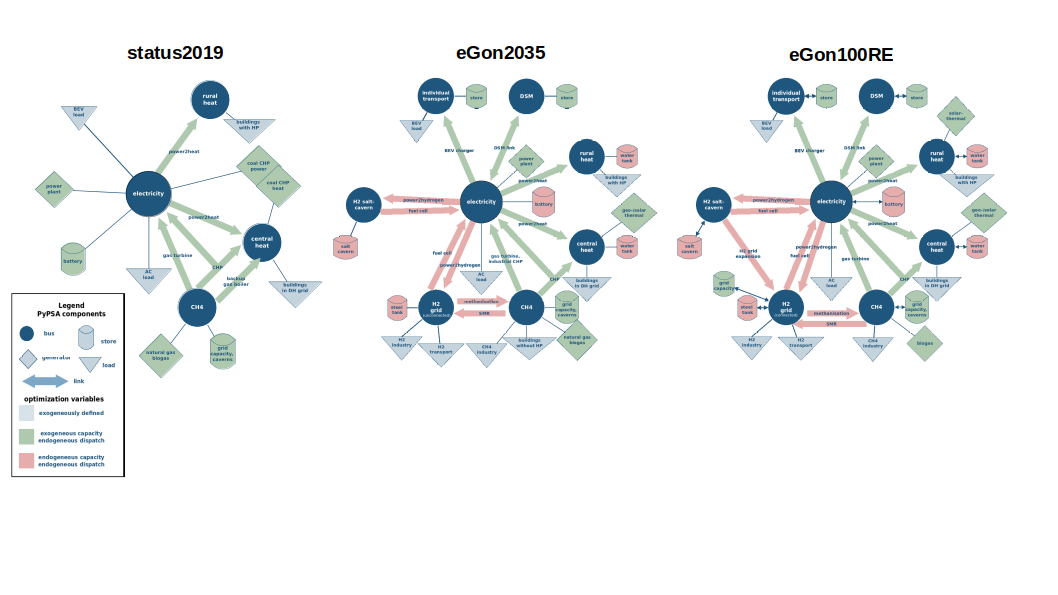 status2019
BEV
load
rural
heat
buildings
with HP
power2heat
coal CHP
power
coal CHP
heat
power
plant
electricity
power2heat
central
heat
battery
gas turbine
CHP
AC
load
backup
gas boiler
buildings
in DH grid
CH4
natural gas
biogas
grid
capacity,
caverns
Legend
PyPSA components
bus
store
generator
load
link
optimization variables
exogeneously defined
exogeneous capacity
endogeneous dispatch
endogeneous capacity
endogeneous dispatch
eGon2035
individual
transport
store
DSM
store
BEV
load
BEV charger
DSM link
power
plant
rural
heat
water
tank
power2heat
buildings
with HP
H2 salt-
cavern
power2hydrogen
fuel cell
electricity
battery
geo-/solar
thermal
power2heat
salt
cavern
central
heat
water
tank
fuel cell
power2hydrogen
gas turbine,
industrial CHP
AC
load
CHP
buildings
in DH grid
steel
tank
H2
grid
methanisation
SMR
CH4
grid
capacity,
caverns
H2
industry
H2
transport
CH4
industry
buildings
without HP
natural gas
biogas
eGon100RE
individual
transport
store
DSM
store
solar-
thermal
BEV
load
BEV charger
DSM link
power
plant
rural
heat
water
tank
power2heat
buildings
with HP
H2 salt-
cavern
power2hydrogen
fuel cell
electricity
battery
geo-/solar
thermal
power2heat
salt
cavern
H2 grid
expansion
power2hydrogen
fuel cell
gas turbine
central
heat
water
tank
grid
capacity
AC
load
CHP
buildings
in DH grid
steel
tank
H2
grid
(connected)
methanisation
SMR
CH4
grid
capacity,
caverns
H2
industry
H2
transport
CH4
industry
biogas